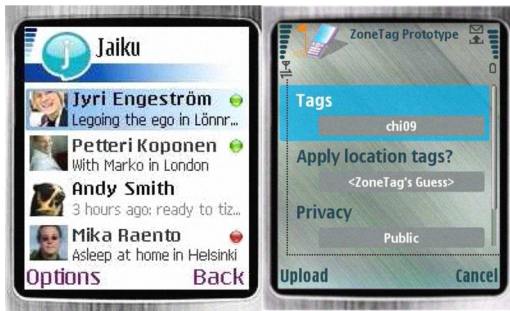 Jaiku
Jyri Engeström
Legoing the ego in Lönnr...
Petteri Koponen
With Marko in London
Andy Smith
3 hours ago: ready to tiz...
Mika Raento
Asleep at home in Helsinki
Options Back
ZoneTag Prototype
Tags
chi09
Apply location tags?
<ZoneTag's Guess>
Privacy
Public
Upload Cancel